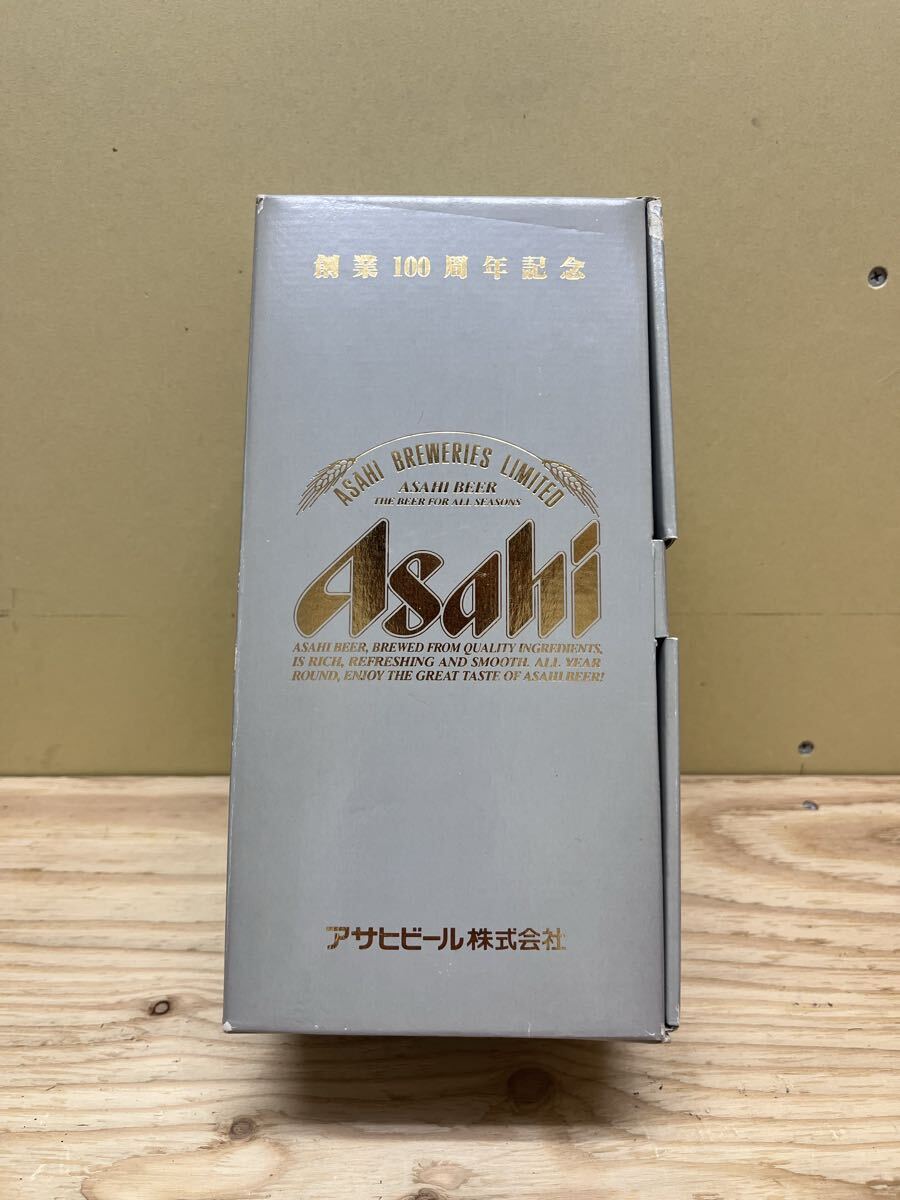 創業100周年記念
ASAHI BREWERIES LIMITED
ASAHI BEER
THE BEER FOR ALL SEASONS
Asahi
ASAHI BEER, BREWED FROM QUALITY INGREDIENTS,
IS RICH, REFRESHING AND SMOOTH. ALL YEAR
ROUND, ENJOY THE GREAT TASTE OF ASAHI BEER!
アサヒビール株式会社